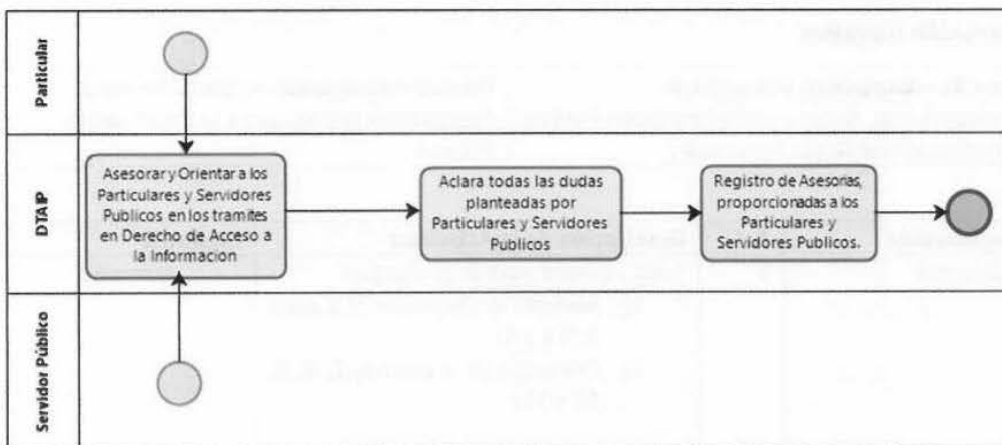 Particular
DTAIP
Asesorar y Orientar a los
Particulares y Servidores
Publicos en los tramites
en Derecho de Acceso a
la Informacion
Aclara todas las dudas
planteadas por
Particulares y Servidores
Publicos
Registro de Asesorias,
proporcionadas a los
Particulares y
Servidores Publicos.
Servidor Público